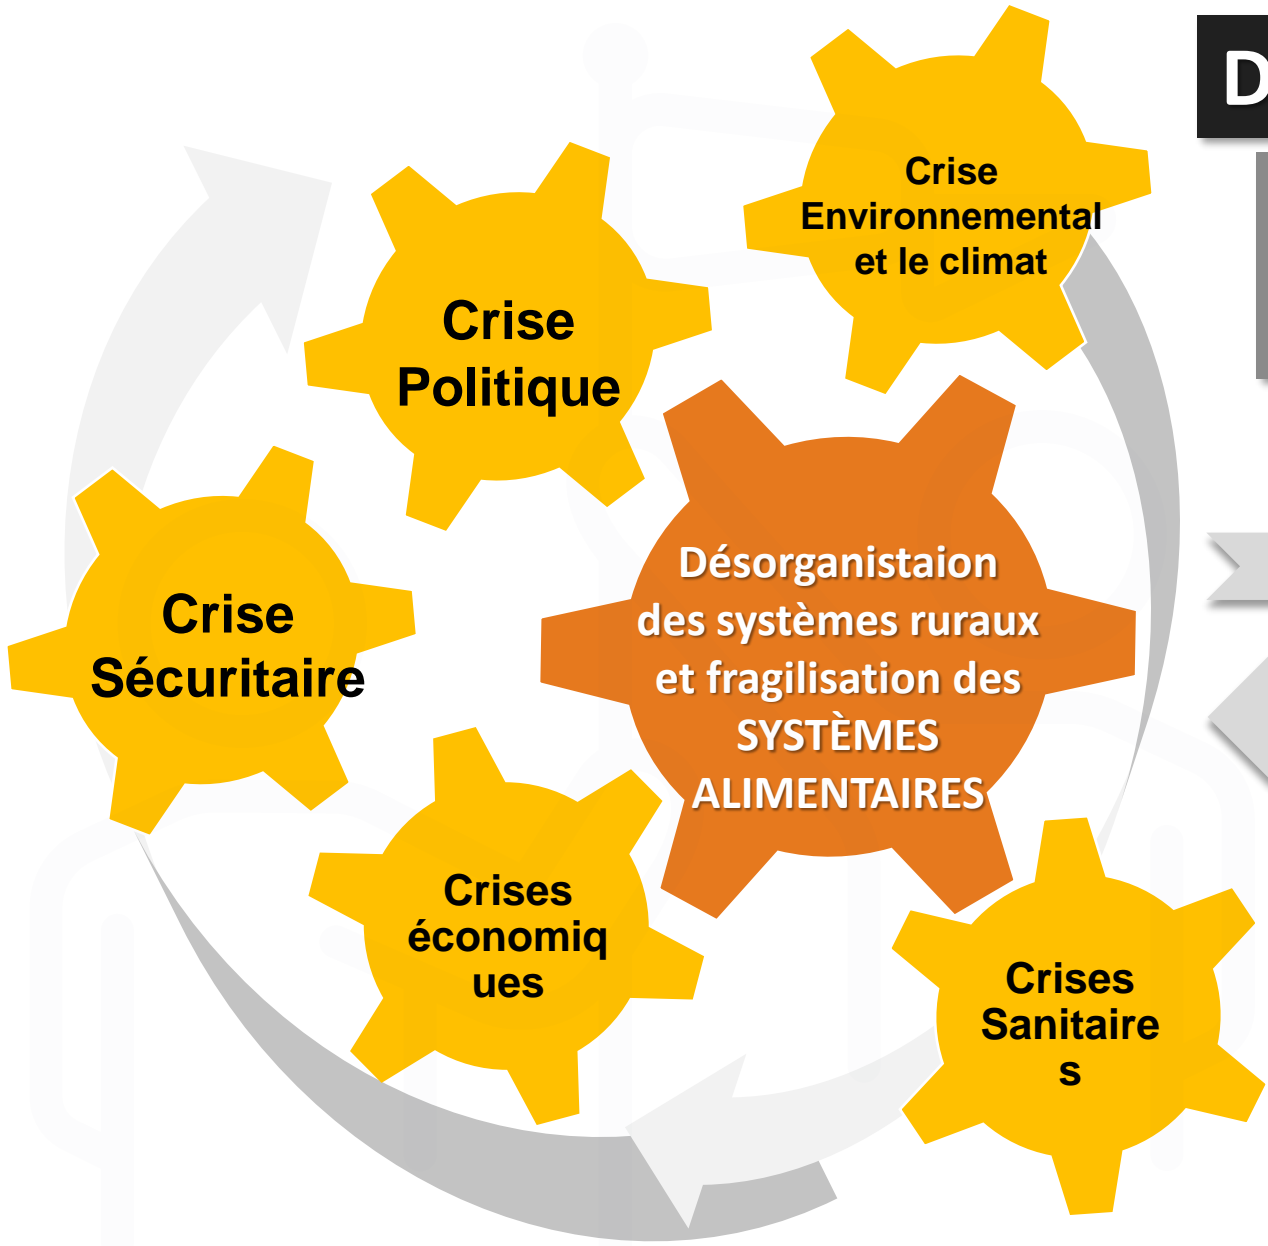 D
Crise
Environnemental
et le climat
Crise
Politique
Désorganistaion
des systèmes ruraux
et fragilisation des
SYSTÈMES
ALIMENTAIRES
Crise
Sécuritaire
Crises
économiq
ues
Crises
Sanitaire
s